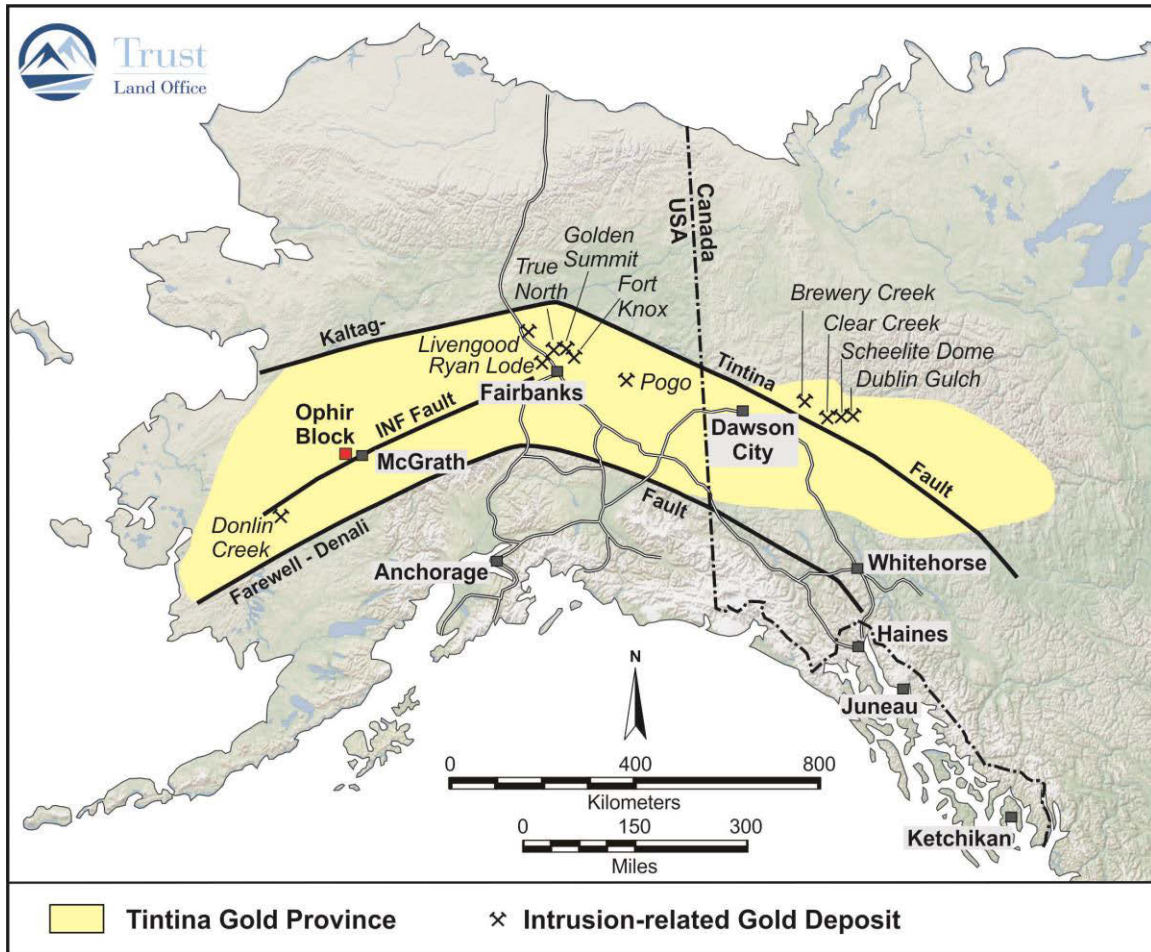 Trust
Land Office
Canada
USA
Golden
Summit
True
North
Fort
Knox
Brewery Creek
Clear Creek
Scheelite Dome
Dublin Gulch
Kaltag-
Tintina
Fault
Livengood
Ryan Lode
Fairbanks
Pogo
Dawson
City
Ophir
Block
INF Fault
McGrath
Donlin
Creek
Farewell - Denali
Fault
Anchorage
Whitehorse
Haines
Juneau
Ketchikan
N
0 400 800
Kilometers
0 150 300
Miles
Tintina Gold Province
Intrusion-related Gold Deposit